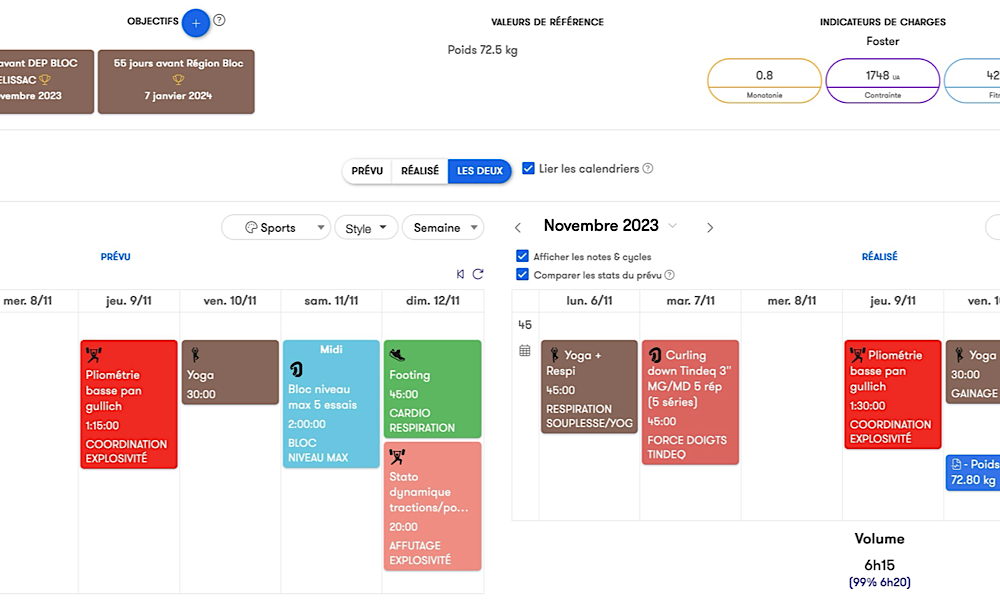 OBJECTIFS + ?
VALEURS DE RÉFÉRENCE
INDICATEURS DE CHARGES
Poids 72.5 kg
Foster
avant DEP BLOC
ELISSAC
vembre 2023
55 jours avant Région Bloc
7 janvier 2024
0.8
Monotonie
1748 UA
Contrainte
42
Fitn
PRÉVU RÉALISÉ LES DEUX
Lier les calendriers ?
Sports Style Semaine
Novembre 2023
PRÉVU
Afficher les notes & cycles
Comparer les stats du prévu ?
RÉALISÉ
mer. 8/11 jeu. 9/11 ven. 10/11 sam. 11/11 dim. 12/11
Pliométrie
basse pan
gullich
1:15:00
COORDINATION
EXPLOSIVITÉ
Yoga
30:00
Midi
Bloc niveau
max 5 essais
2:00:00
BLOC
NIVEAU MAX
Footing
45:00
CARDIO
RESPIRATION
Stato
dynamique
tractions/po...
20:00
AFFUTAGE
EXPLOSIVITÉ
lun. 6/11 mar. 7/11 mer. 8/11 jeu. 9/11 ven. 1
45
Yoga +
Respi
45:00
RESPIRATION
SOUPLESSE/YOG
Curling
down Tindeq 3"
MG/MD 5 rép
(5 séries)
45:00
FORCE DOIGTS
TINDEQ
Pliométrie
basse pan
gullich
1:30:00
COORDINATION
EXPLOSIVITÉ
Yoga
30:00
GAINAGE
- Poids
72.80 kg
Volume
6h15
(99% 6h20)